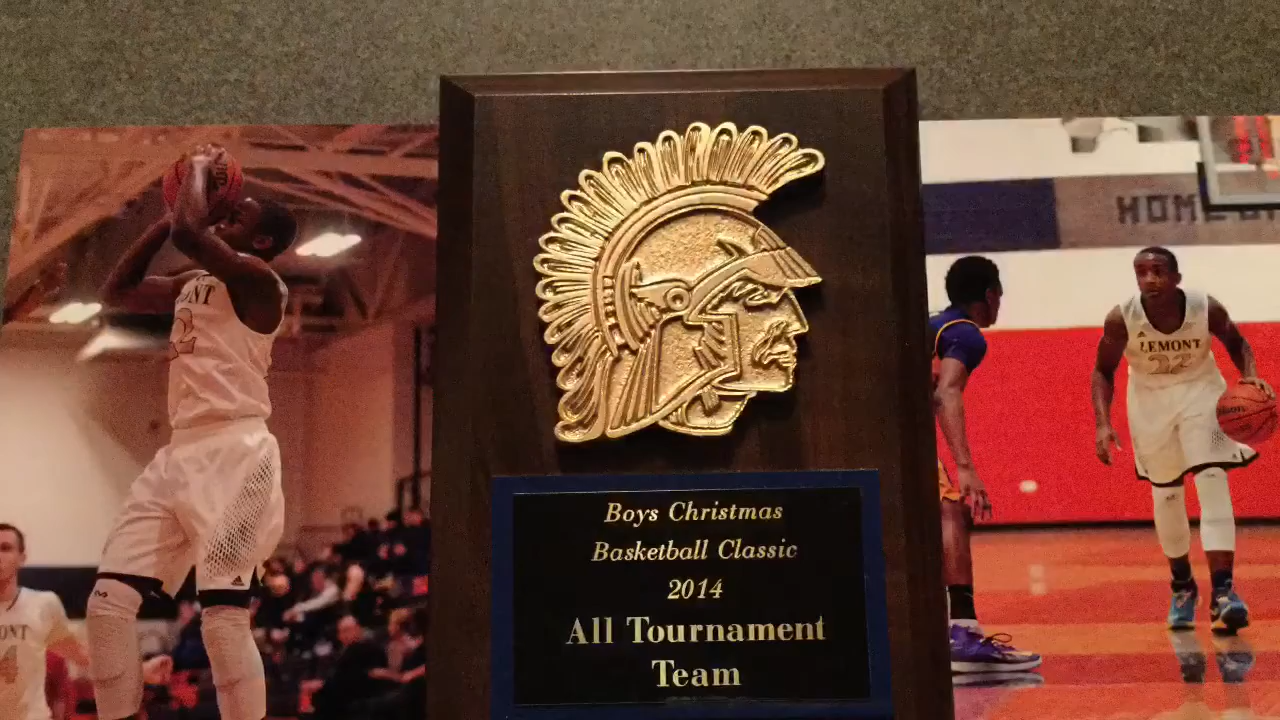 Boys Christmas
Basketball Classic
2014
All Tournament
Team
LEMONT
22